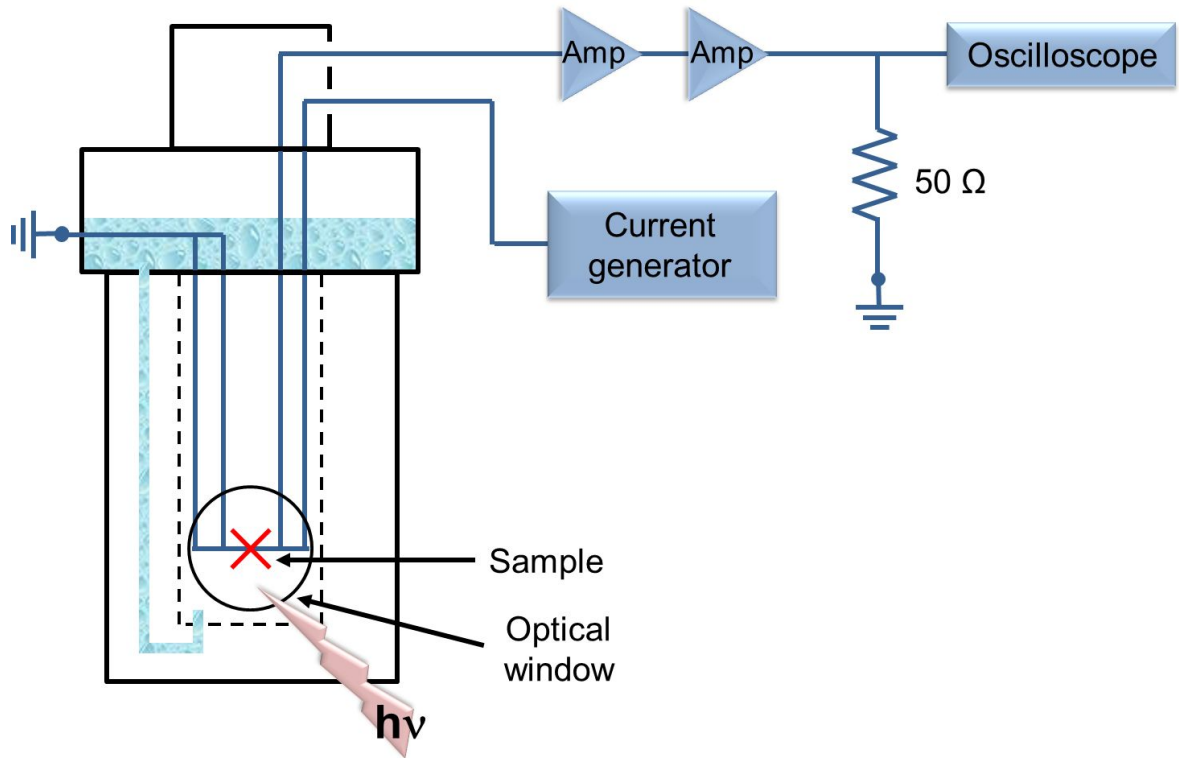 Amp
Amp
Oscilloscope
50 Ω
Current
generator
Sample
Optical
window
hν